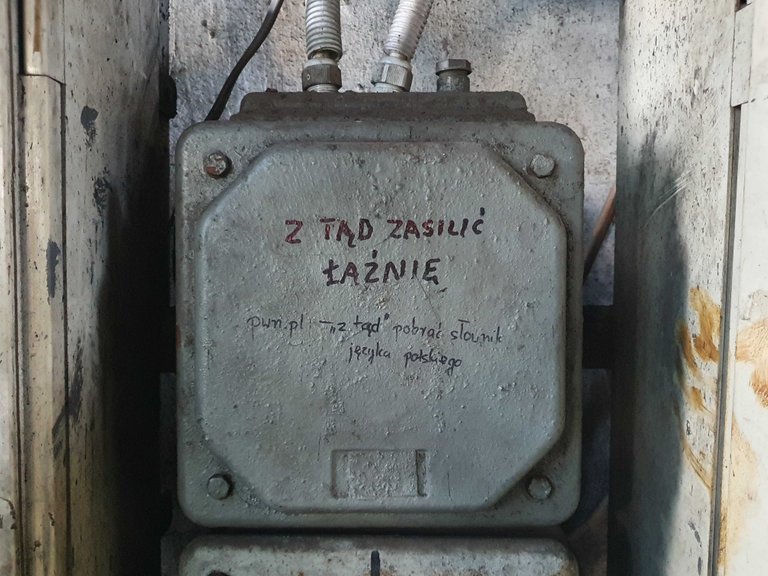 Z TĄD ZASILIĆ
ŁAŹNIĘ
pwn.pl – „z tąd" pobrać słownik
języka polskiego